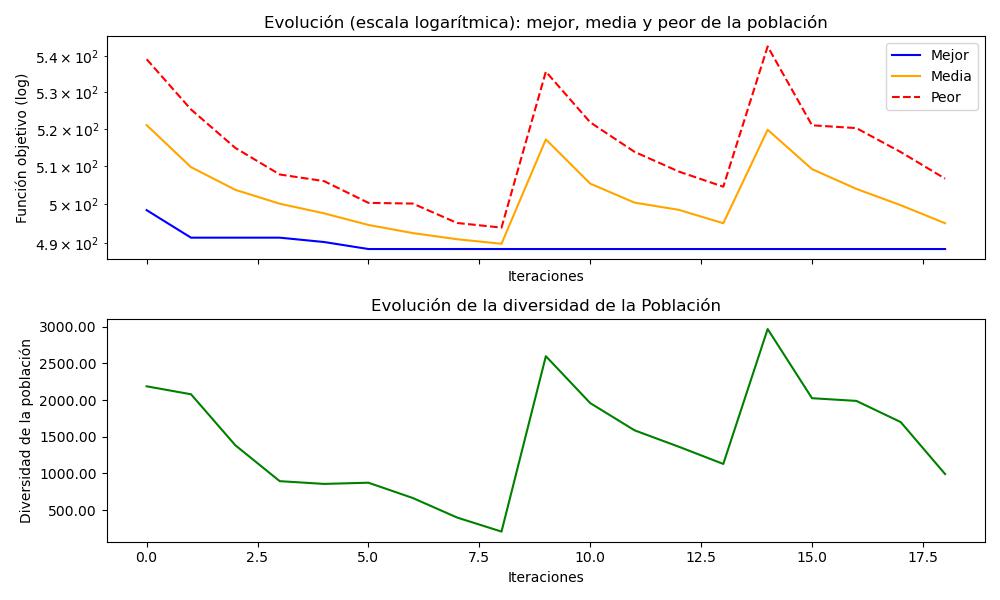 Evolución (escala logarítmica): mejor, media y peor de la población
Función objetivo (log)
5.4 × 10²
5.3 × 10²
5.2 × 10²
5.1 × 10²
5 × 10²
4.9 × 10²
Mejor
Media
Peor
Iteraciones
Evolución de la diversidad de la Población
Diversidad de la población
3000.00
2500.00
2000.00
1500.00
1000.00
500.00
0.0 2.5 5.0 7.5 10.0 12.5 15.0 17.5
Iteraciones